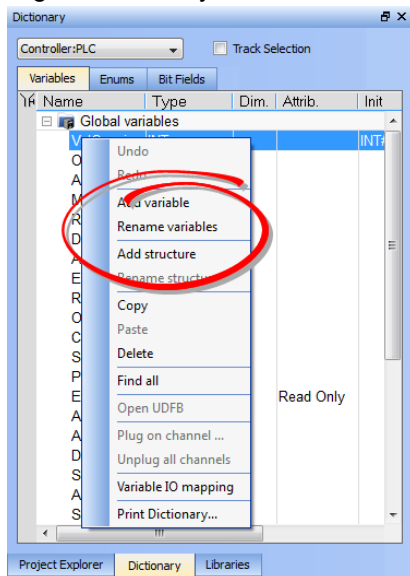 Dictionary
Controller:PLC Track Selection
Variables Enums Bit Fields
Name Type Dim. Attrib. Init
Global variables
INT#
Undo
Redo
Add variable
Rename variables
Add structure
Rename structure
Copy
Paste
Delete
Find all
Read Only
Open UDFB
Plug on channel ...
Unplug all channels
Variable IO mapping
Print Dictionary...
Project Explorer Dictionary Libraries